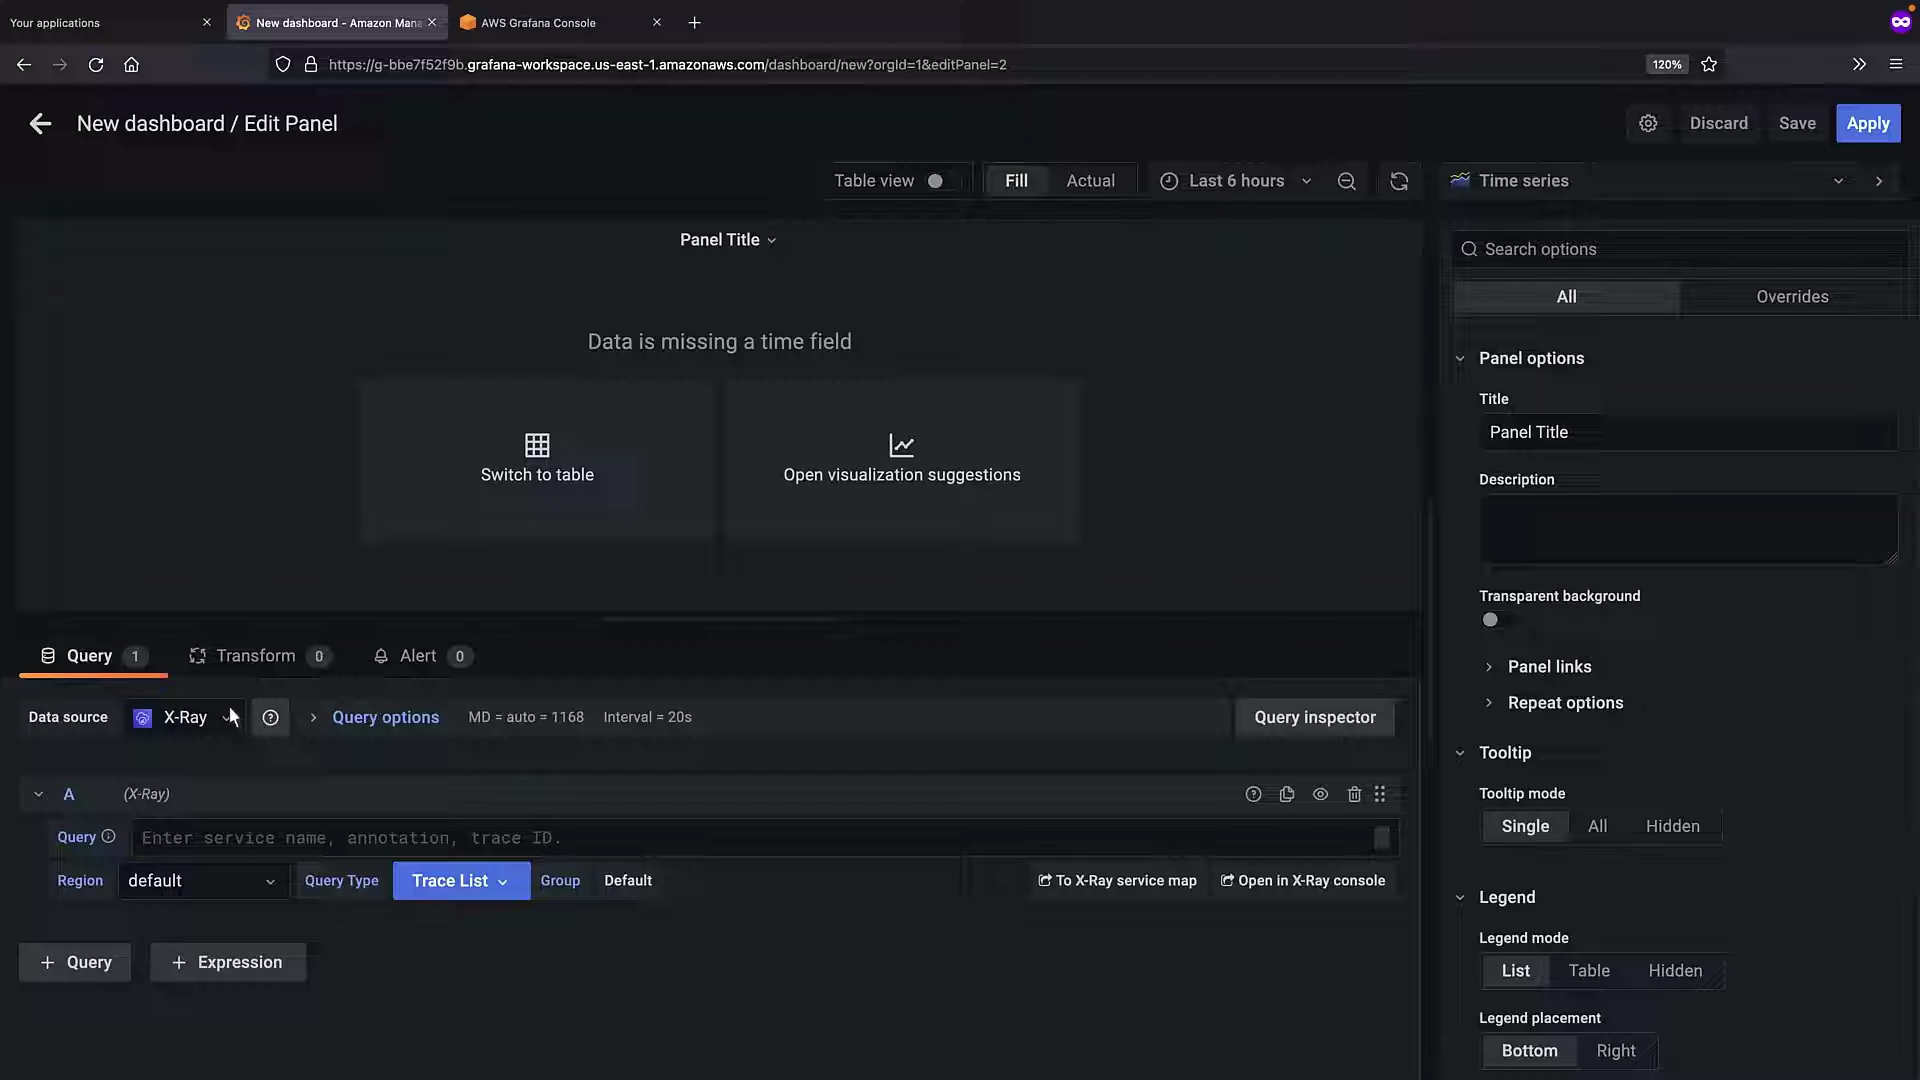 Your applications
New dashboard - Amazon Mana
AWS Grafana Console
https://g-bbe7f52f9b.grafana-workspace.us-east-1.amazonaws.com/dashboard/new?orgId=1&editPanel=2
120%
New dashboard / Edit Panel
Discard
Save
Apply
Table view
Fill
Actual
Last 6 hours
Time series
Panel Title
Search options
All
Overrides
Data is missing a time field
Switch to table
Open visualization suggestions
Panel options
Title
Panel Title
Description
Transparent background
Panel links
Repeat options
Tooltip
Tooltip mode
Single
All
Hidden
Legend
Legend mode
List
Table
Hidden
Legend placement
Bottom
Right
Query 1
Transform 0
Alert 0
Data source
X-Ray
Query options
MD = auto = 1168
Interval = 20s
Query inspector
A
(X-Ray)
Query
Enter service name, annotation, trace ID.
Region
default
Query Type
Trace List
Group
Default
To X-Ray service map
Open in X-Ray console
+ Query
+ Expression